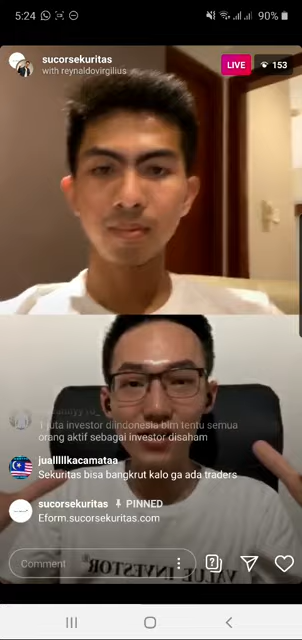 5:24
90%
sucorsekuritas
with reynaldovirgilius
LIVE
153
1 juta investor diindonesia blm tentu semua
orang aktif sebagai investor disaham
juallllllkacamataa
Sekuritas bisa bangkrut kalo ga ada traders
sucorsekuritas PINNED
Eform.sucorsekuritas.com
Comment
VALUE INVESTOR